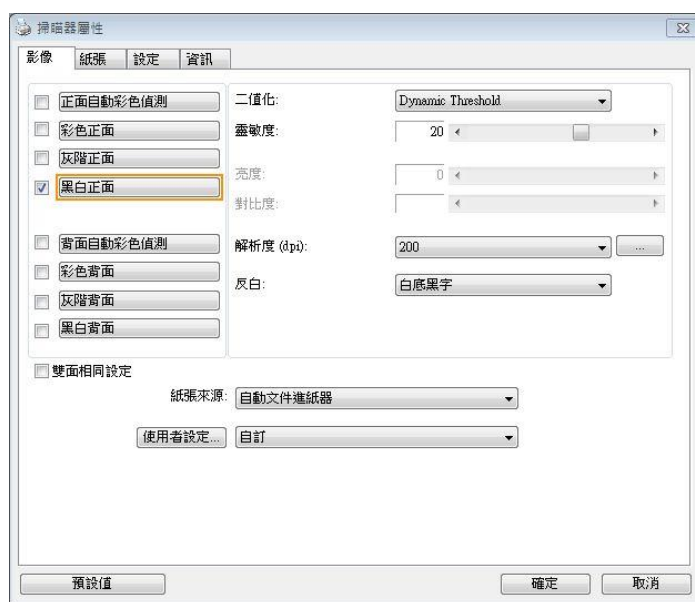 掃瞄器屬性
影像 紙張 設定 資訊
正面自動彩色偵測
彩色正面
灰階正面
黑白正面
背面自動彩色偵測
彩色背面
灰階背面
黑白背面
二值化: Dynamic Threshold
靈敏度: 20
亮度: 0
對比度:
解析度 (dpi): 200 ...
反白: 白底黑字
雙面相同設定
紙張來源: 自動文件進紙器
使用者設定... 自訂
預設值 確定 取消